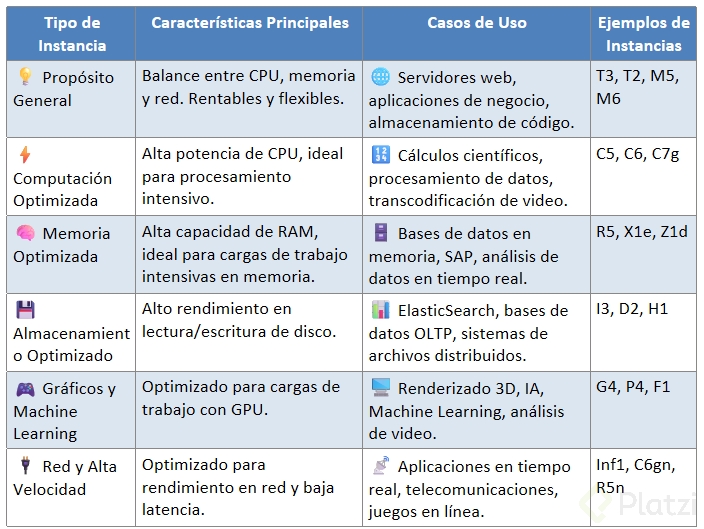 Tipo de
Instancia
Características Principales
Casos de Uso
Ejemplos de
Instancias
Propósito
General
Balance entre CPU, memoria
y red. Rentables y flexibles.
Servidores web,
aplicaciones de negocio,
almacenamiento de código.
T3, T2, M5,
M6
Computación
Optimizada
Alta potencia de CPU, ideal
para procesamiento
intensivo.
1234
Cálculos científicos,
procesamiento de datos,
transcodificación de video.
C5, C6, C7g
Memoria
Optimizada
Alta capacidad de RAM,
ideal para cargas de trabajo
intensivas en memoria.
Bases de datos en
memoria, SAP, análisis de
datos en tiempo real.
R5, X1e, Z1d
Almacenamient
o Optimizado
Alto rendimiento en
lectura/escritura de disco.
ElasticSearch, bases de
datos OLTP, sistemas de
archivos distribuidos.
I3, D2, H1
Gráficos y
Machine
Learning
Optimizado para cargas de
trabajo con GPU.
Renderizado 3D, IA,
Machine Learning, análisis
de video.
G4, P4, F1
Red y Alta
Velocidad
Optimizado para
rendimiento en red y baja
latencia.
Aplicaciones en tiempo
real, telecomunicaciones,
juegos en línea.
Inf1, C6gn,
R5n
Platzi